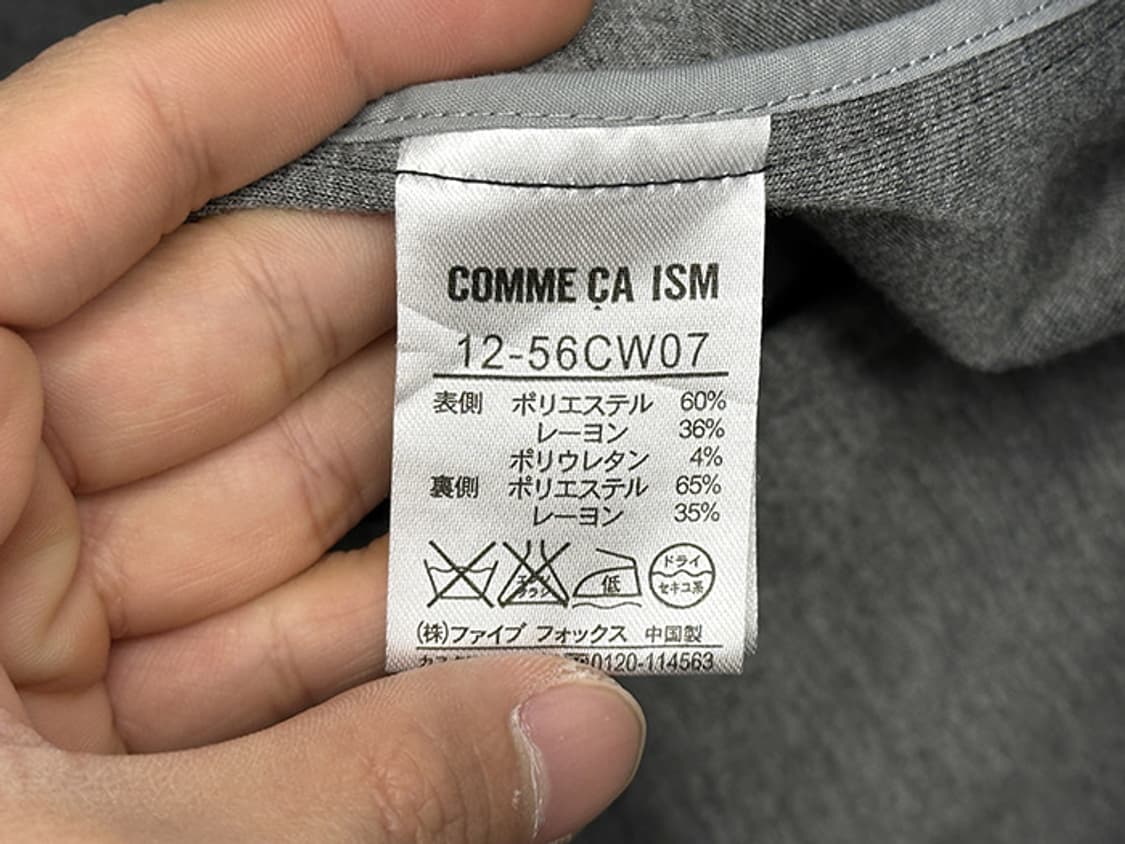 COMME ÇA ISM
12-56CW07
表側 ポリエステル 60%
レーヨン 36%
ポリウレタン 4%
裏側 ポリエステル 65%
レーヨン 35%
低 ドライ
セキユ系
(株)ファイブ フォックス 中国製
0120-114563